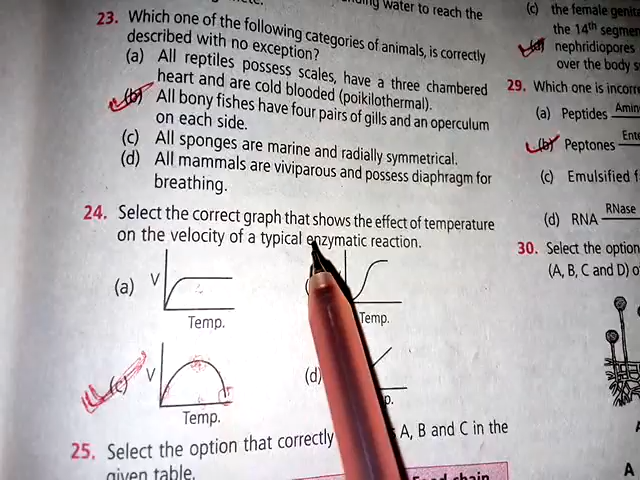 water to reach the
23. Which one of the following categories of animals, is correctly
described with no exception?
(a) All reptiles possess scales, have a three chambered
heart and are cold blooded (poikilothermal).
(b) All bony fishes have four pairs of gills and an operculum
on each side.
(c) All sponges are marine and radially symmetrical.
(d) All mammals are viviparous and possess diaphragm for
breathing.
24. Select the correct graph that shows the effect of temperature
on the velocity of a typical enzymatic reaction.
(a) V
Temp.
Temp.
(c) V
Temp.
(d)
p.
25. Select the option that correctly A, B and C in the
given table.
chain
(c) the female
the 14th
(d) nephridiopores
over the body
29. Which one is
(a) Peptides
(b) Peptones
(c) Emulsified
(d) RNA RNase
30. Select the option
(A, B, C and D)
A